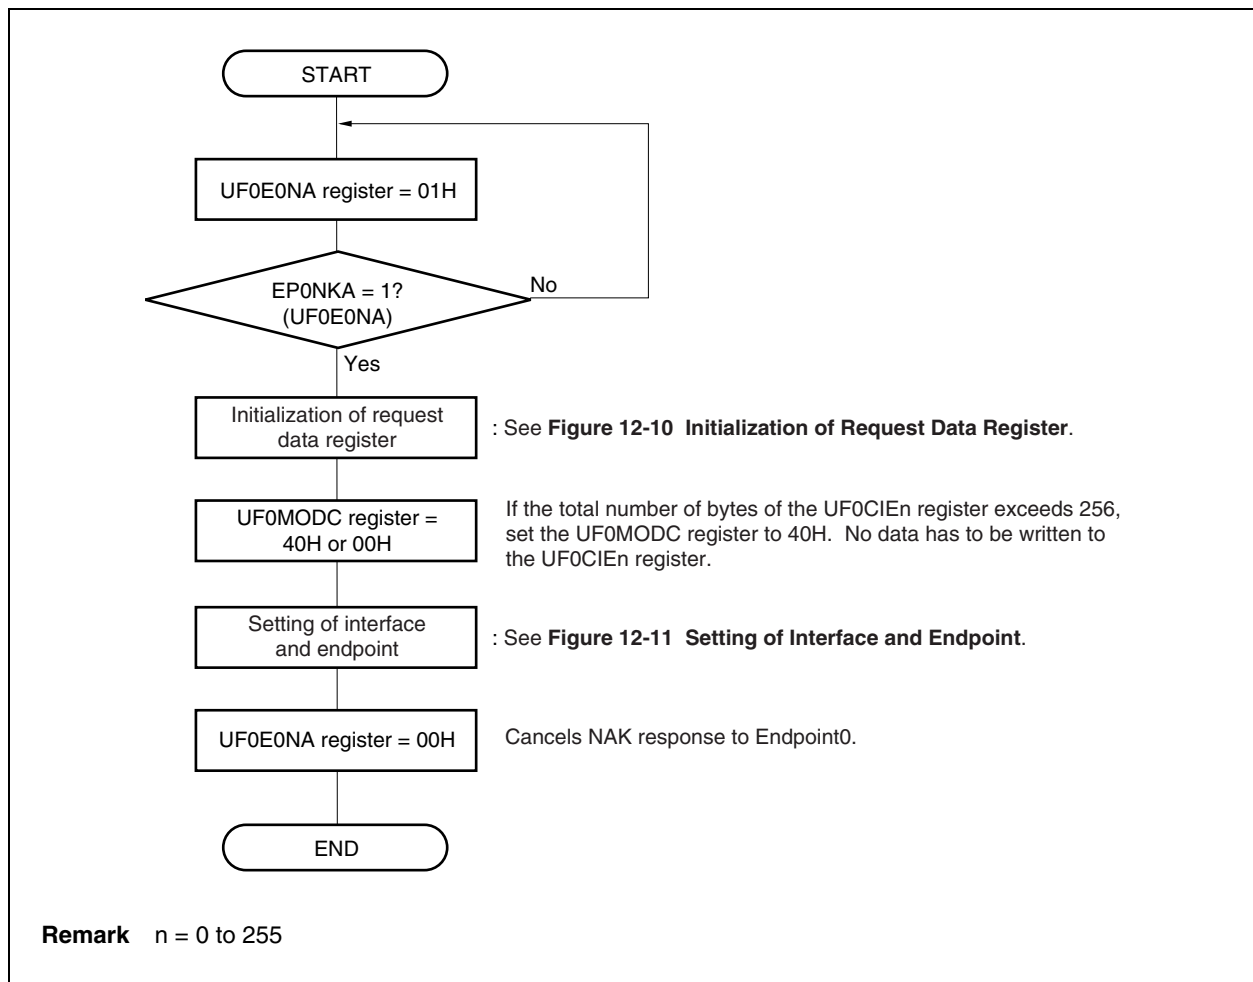 START
UF0E0NA register = 01H
EP0NKA = 1?
(UF0E0NA)
No
Yes
Initialization of request
data register
: See Figure 12-10 Initialization of Request Data Register.
UF0MODC register =
40H or 00H
If the total number of bytes of the UF0CIEn register exceeds 256,
set the UF0MODC register to 40H. No data has to be written to
the UF0CIEn register.
Setting of interface
and endpoint
: See Figure 12-11 Setting of Interface and Endpoint.
UF0E0NA register = 00H
Cancels NAK response to Endpoint0.
END
Remark n = 0 to 255